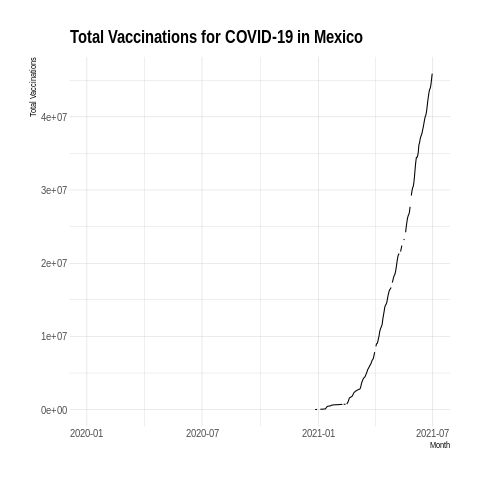 Total Vaccinations for COVID-19 in Mexico
Total Vaccinations
4e+07
3e+07
2e+07
1e+07
0e+00
2020-01 2020-07 2021-01 2021-07
Month